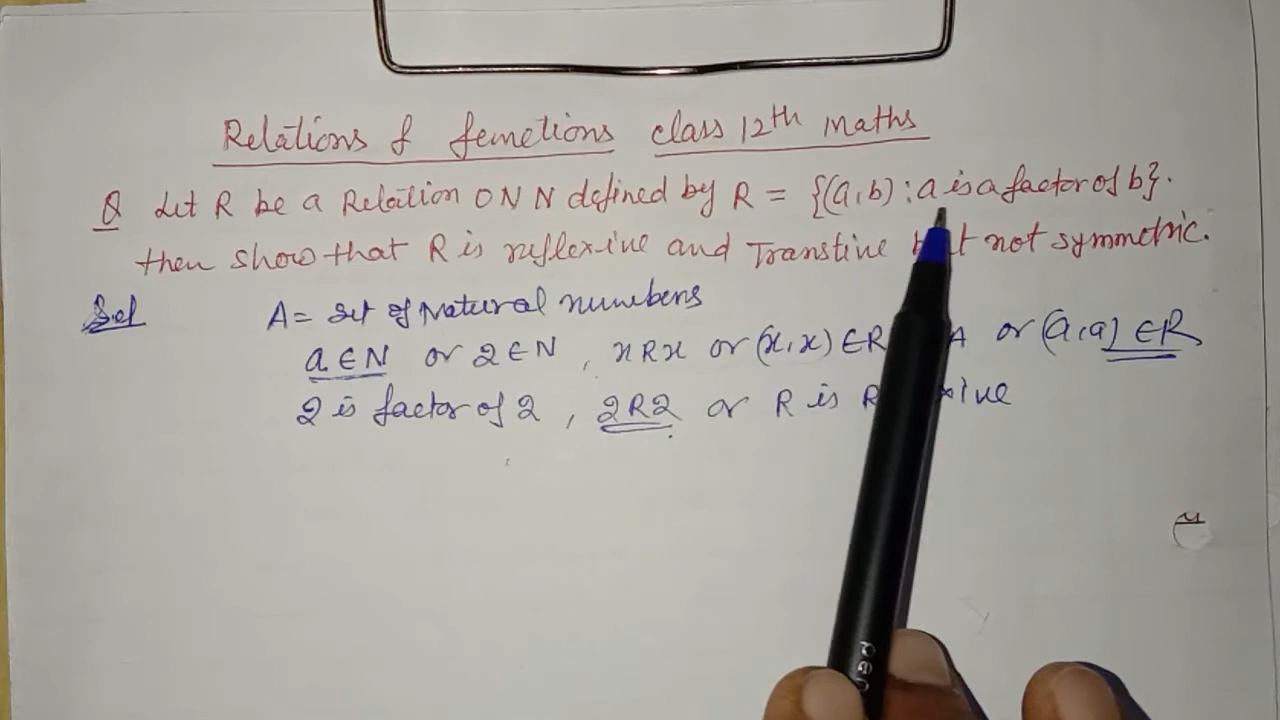 Relations & functions class 12th maths
Q Let R be a Relation ON N defined by R = {(a,b) : a is a factor of b}.
then show that R is reflexive and Transtive but not symmetric.
Sol A = set of Natural numbers
a ∈ N or 2 ∈ N , xRx or (x,x) ∈ R A or (a,a) ∈ R
2 is factor of 2 , 2R2 or R is
pen